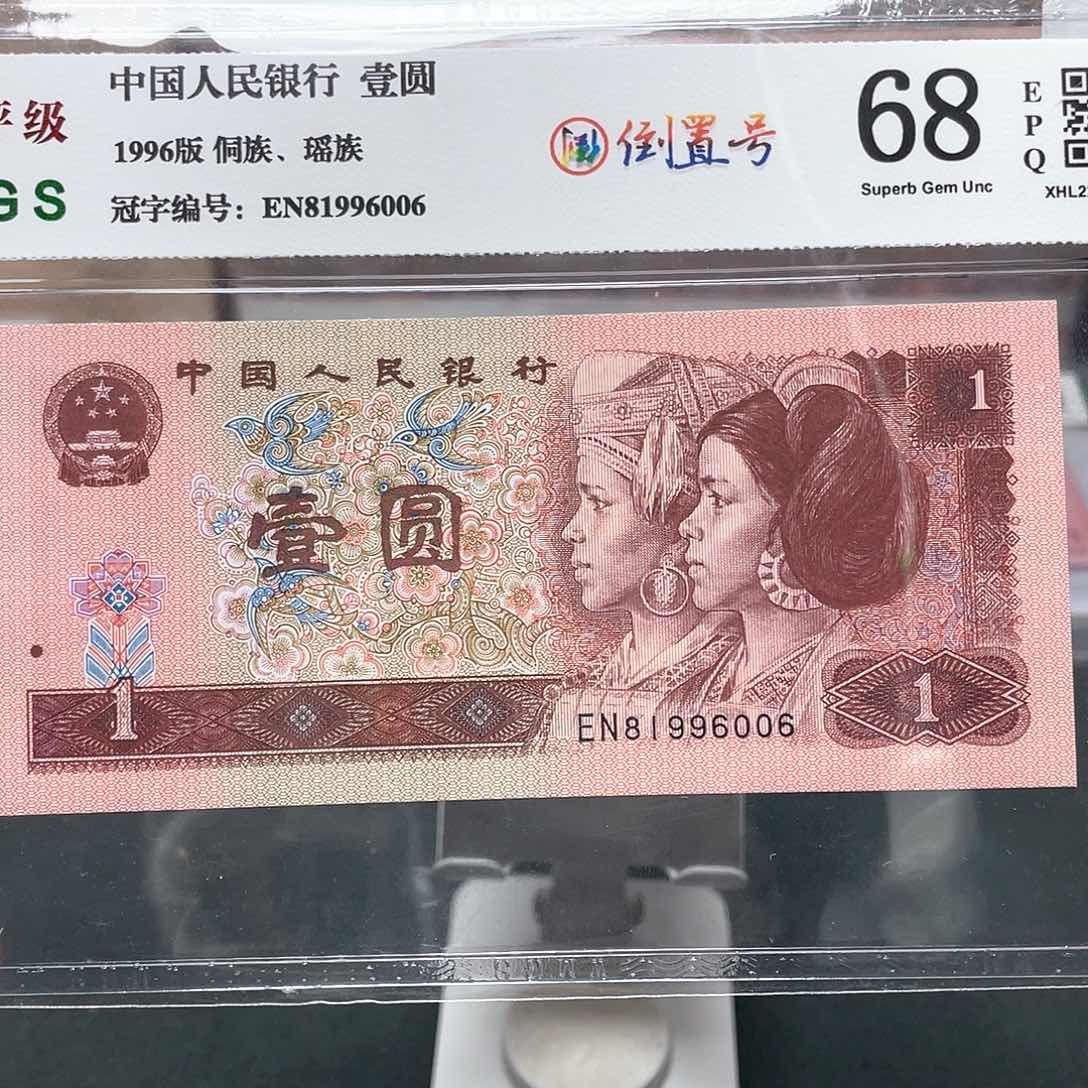 中国人民银行 壹圆
评级
1996版 侗族、瑶族
倒置号
GS
冠字编号：EN81996006
68
Superb Gem Unc
EPQ
中国人民银行
1
壹圆
1
EN81996006
1